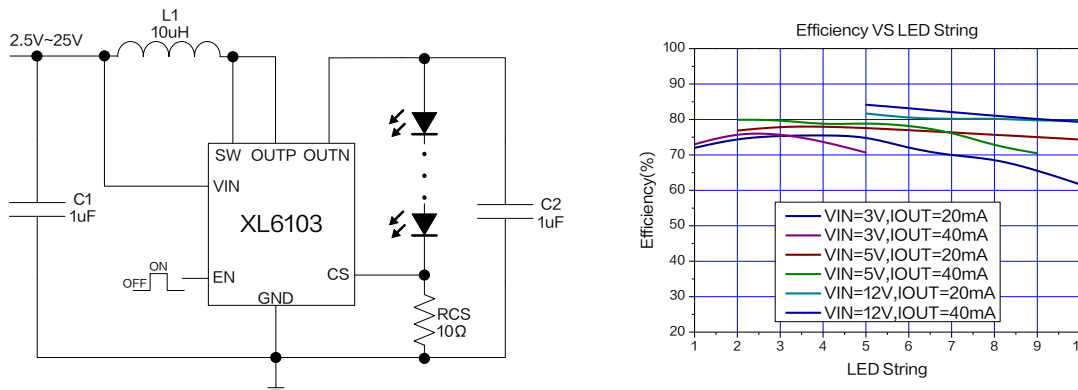 L1
10uH
2.5V~25V
SW
OUTP
OUTN
VIN
C1
1uF
XL6103
C2
1uF
ON
OFF
EN
CS
GND
RCS
10Ω
Efficiency VS LED String
100
90
80
70
60
50
40
30
20
Efficiency(%)
VIN=3V,IOUT=20mA
VIN=3V,IOUT=40mA
VIN=5V,IOUT=20mA
VIN=5V,IOUT=40mA
VIN=12V,IOUT=20mA
VIN=12V,IOUT=40mA
1 2 3 4 5 6 7 8 9 1
LED String